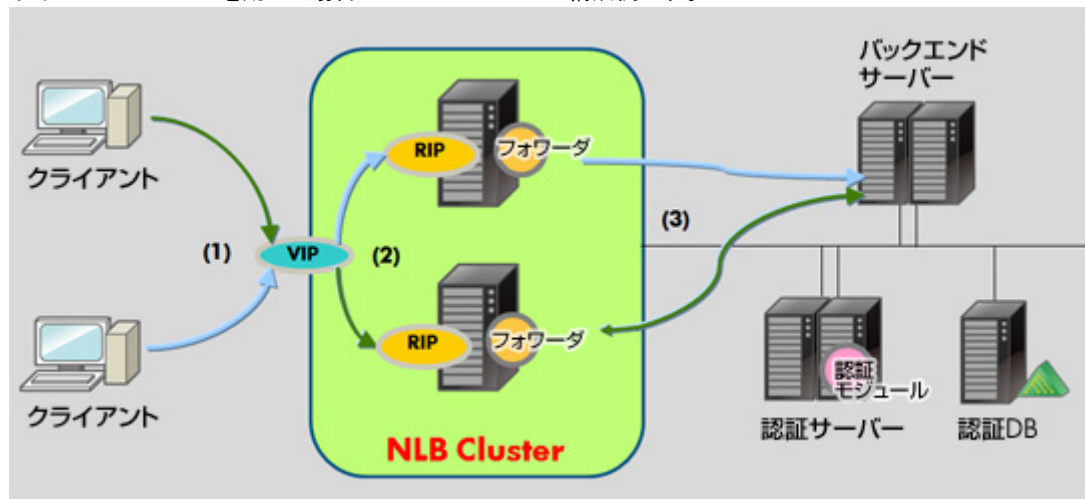 バックエンド
サーバー
クライアント
RIP
フォワーダ
(1)
VIP
(2)
(3)
RIP
フォワーダ
クライアント
NLB Cluster
認証
モジュール
認証サーバー
認証DB